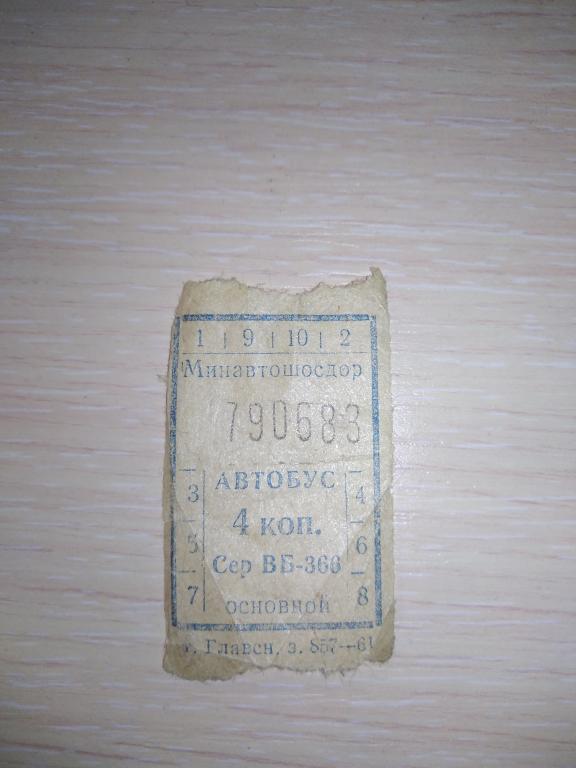 1 | 9 | 10 | 2
Минавтошосдор
790683
АВТОБУС
3 4
4 коп.
5 6
Сер ВБ-366
7 8
основной
т. Главсн. з. 857—61